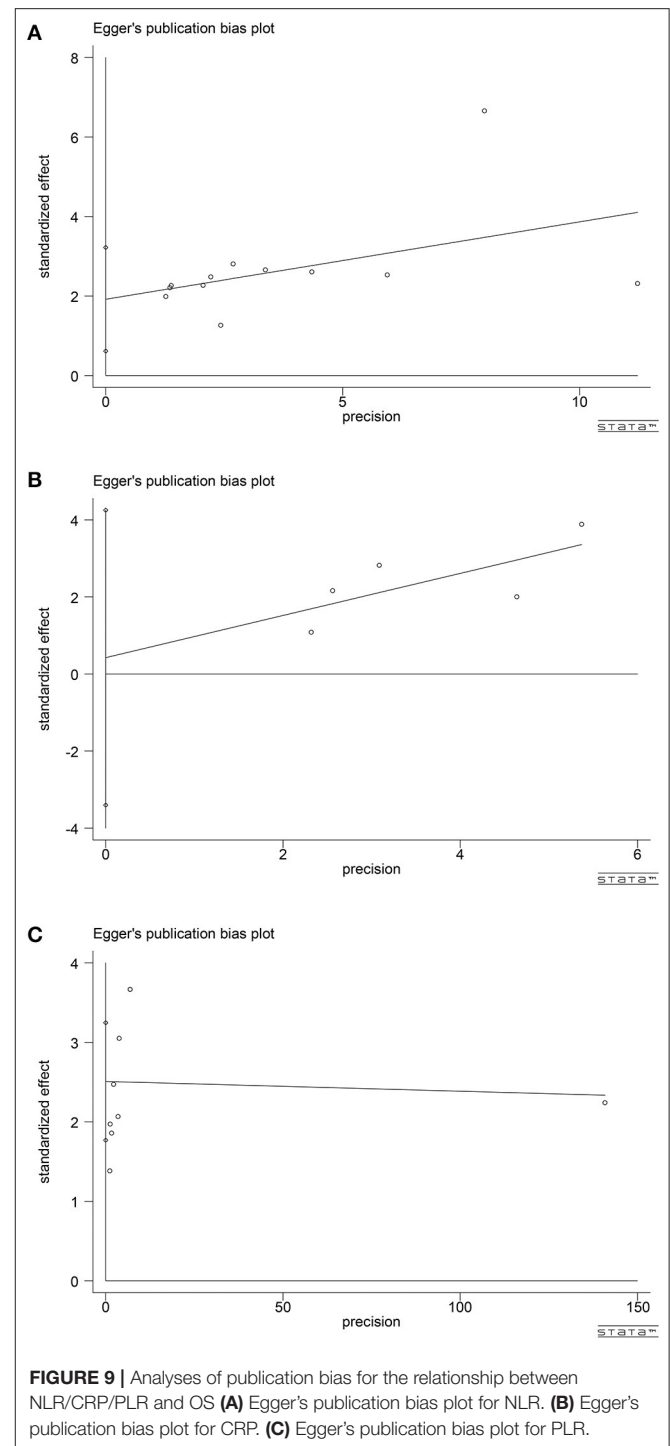 A
Egger's publication bias plot
8
6
4
2
0
standardized effect
0 5 10
precision
STATA™
B
Egger's publication bias plot
4
2
0
-2
-4
standardized effect
0 2 4 6
precision
STATA™
C
Egger's publication bias plot
4
3
2
1
0
standardized effect
0 50 100 150
precision
STATA™
FIGURE 9 | Analyses of publication bias for the relationship between
NLR/CRP/PLR and OS (A) Egger's publication bias plot for NLR. (B) Egger's
publication bias plot for CRP. (C) Egger's publication bias plot for PLR.